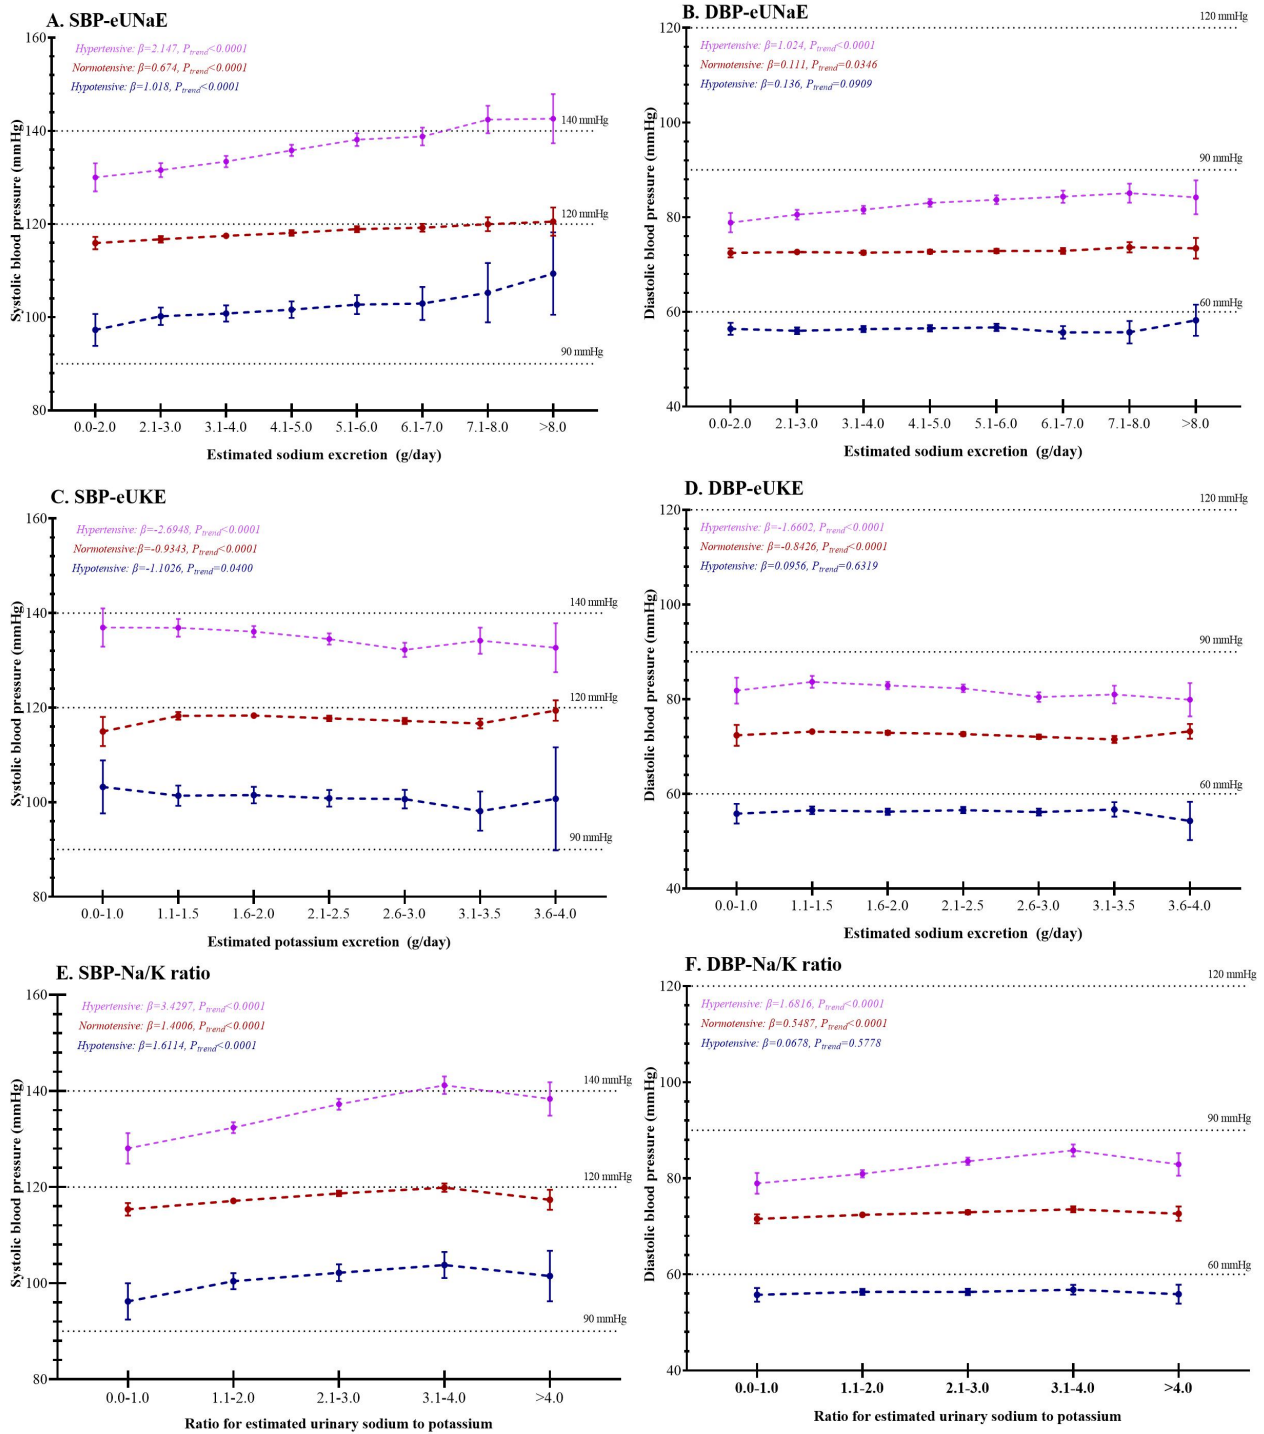 A. SBP-eUNaE
Hypertensive: β=2.147, Ptrend<0.0001
Normotensive: β=0.674, Ptrend<0.0001
Hypotensive: β=1.018, Ptrend<0.0001
Systolic blood pressure (mmHg)
160
140
120
100
80
140 mmHg
120 mmHg
90 mmHg
0.0-2.0 2.1-3.0 3.1-4.0 4.1-5.0 5.1-6.0 6.1-7.0 7.1-8.0 >8.0
Estimated sodium excretion (g/day)
B. DBP-eUNaE
Hypertensive: β=1.024, Ptrend<0.0001
Normotensive: β=0.111, Ptrend=0.0346
Hypotensive: β=0.136, Ptrend=0.0909
Diastolic blood pressure (mmHg)
120
100
80
60
40
120 mmHg
90 mmHg
60 mmHg
0.0-2.0 2.1-3.0 3.1-4.0 4.1-5.0 5.1-6.0 6.1-7.0 7.1-8.0 >8.0
Estimated sodium excretion (g/day)
C. SBP-eUKE
Hypertensive: β=-2.6948, Ptrend<0.0001
Normotensive:β=-0.9343, Ptrend<0.0001
Hypotensive: β=-1.1026, Ptrend=0.0400
Systolic blood pressure (mmHg)
160
140
120
100
80
140 mmHg
120 mmHg
90 mmHg
0.0-1.0 1.1-1.5 1.6-2.0 2.1-2.5 2.6-3.0 3.1-3.5 3.6-4.0
Estimated potassium excretion (g/day)
D. DBP-eUKE
Hypertensive: β=-1.6602, Ptrend<0.0001
Normotensive: β=-0.8426, Ptrend<0.0001
Hypotensive: β=0.0956, Ptrend=0.6319
Diastolic blood pressure (mmHg)
120
100
80
60
40
120 mmHg
90 mmHg
60 mmHg
0.0-1.0 1.1-1.5 1.6-2.0 2.1-2.5 2.6-3.0 3.1-3.5 3.6-4.0
Estimated sodium excretion (g/day)
E. SBP-Na/K ratio
Hypertensive: β=3.4297, Ptrend<0.0001
Normotensive: β=1.4006, Ptrend<0.0001
Hypotensive: β=1.6114, Ptrend<0.0001
Systolic blood pressure (mmHg)
160
140
120
100
80
140 mmHg
120 mmHg
90 mmHg
0.0-1.0 1.1-2.0 2.1-3.0 3.1-4.0 >4.0
Ratio for estimated urinary sodium to potassium
F. DBP-Na/K ratio
Hypertensive: β=1.6816, Ptrend<0.0001
Normotensive: β=0.5487, Ptrend<0.0001
Hypotensive: β=0.0678, Ptrend=0.5778
Diastolic blood pressure (mmHg)
120
100
80
60
40
120 mmHg
90 mmHg
60 mmHg
0.0-1.0 1.1-2.0 2.1-3.0 3.1-4.0 >4.0
Ratio for estimated urinary sodium to potassium